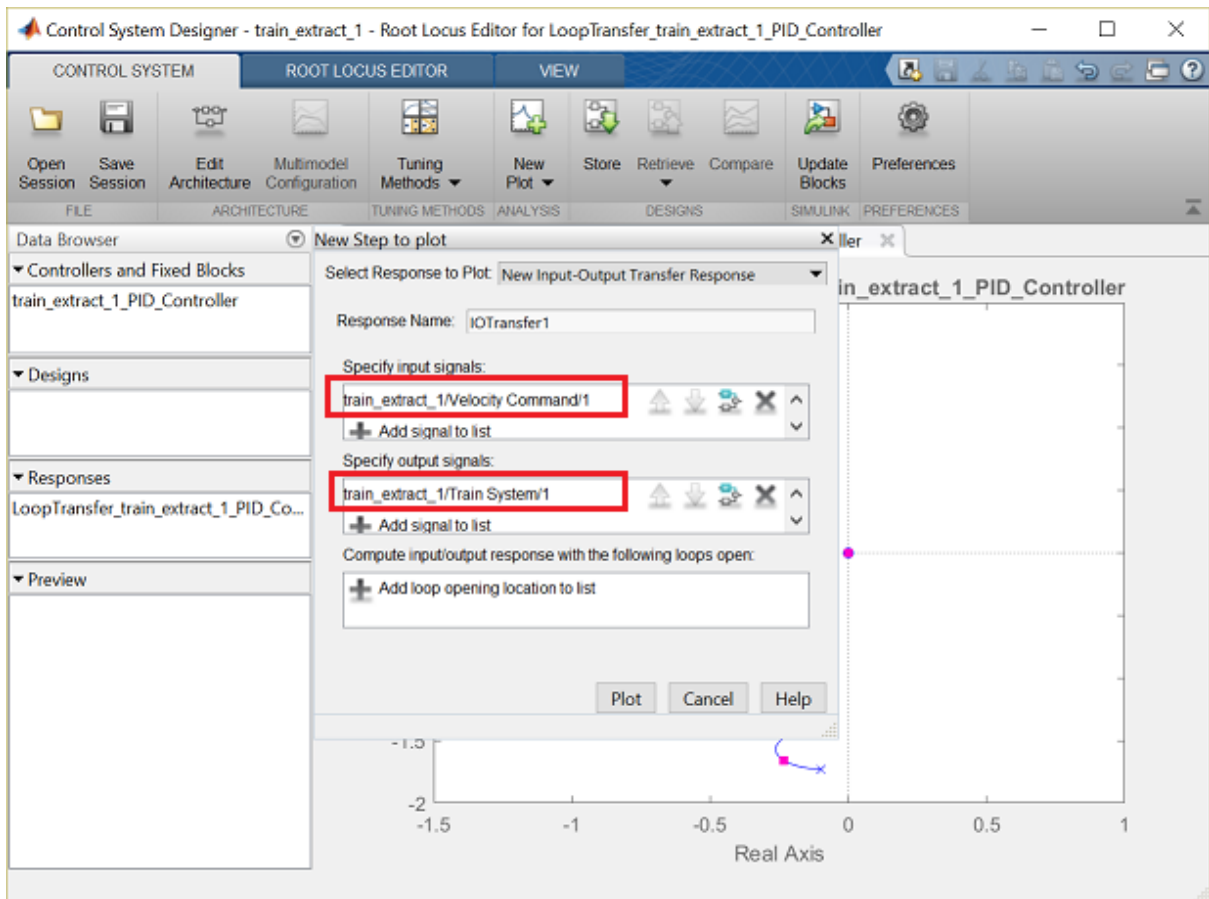 Control System Designer - train_extract_1 - Root Locus Editor for LoopTransfer_train_extract_1_PID_Controller
CONTROL SYSTEM ROOT LOCUS EDITOR VIEW
Open Session
Save Session
Edit Architecture
Multimodel Configuration
Tuning Methods
New Plot
Store
Retrieve
Compare
Update Blocks
Preferences
FILE ARCHITECTURE TUNING METHODS ANALYSIS DESIGNS SIMULINK PREFERENCES
Data Browser
Controllers and Fixed Blocks
train_extract_1_PID_Controller
Designs
Responses
LoopTransfer_train_extract_1_PID_Co...
Preview
New Step to plot
Select Response to Plot: New Input-Output Transfer Response
Response Name: IOTransfer1
Specify input signals:
train_extract_1/Velocity Command/1
Add signal to list
Specify output signals:
train_extract_1/Train System/1
Add signal to list
Compute input/output response with the following loops open:
Add loop opening location to list
Plot Cancel Help
ller
in_extract_1_PID_Controller
-1.5
-2
-1.5 -1 -0.5 0 0.5 1
Real Axis